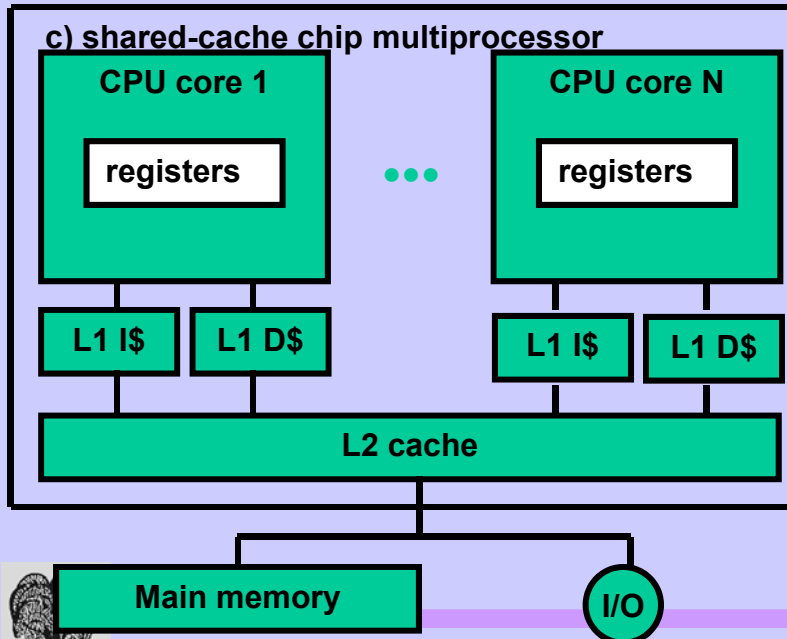 c) shared-cache chip multiprocessor
CPU core 1
CPU core N
registers
registers
L1 I$
L1 D$
L1 I$
L1 D$
L2 cache
Main memory
I/O